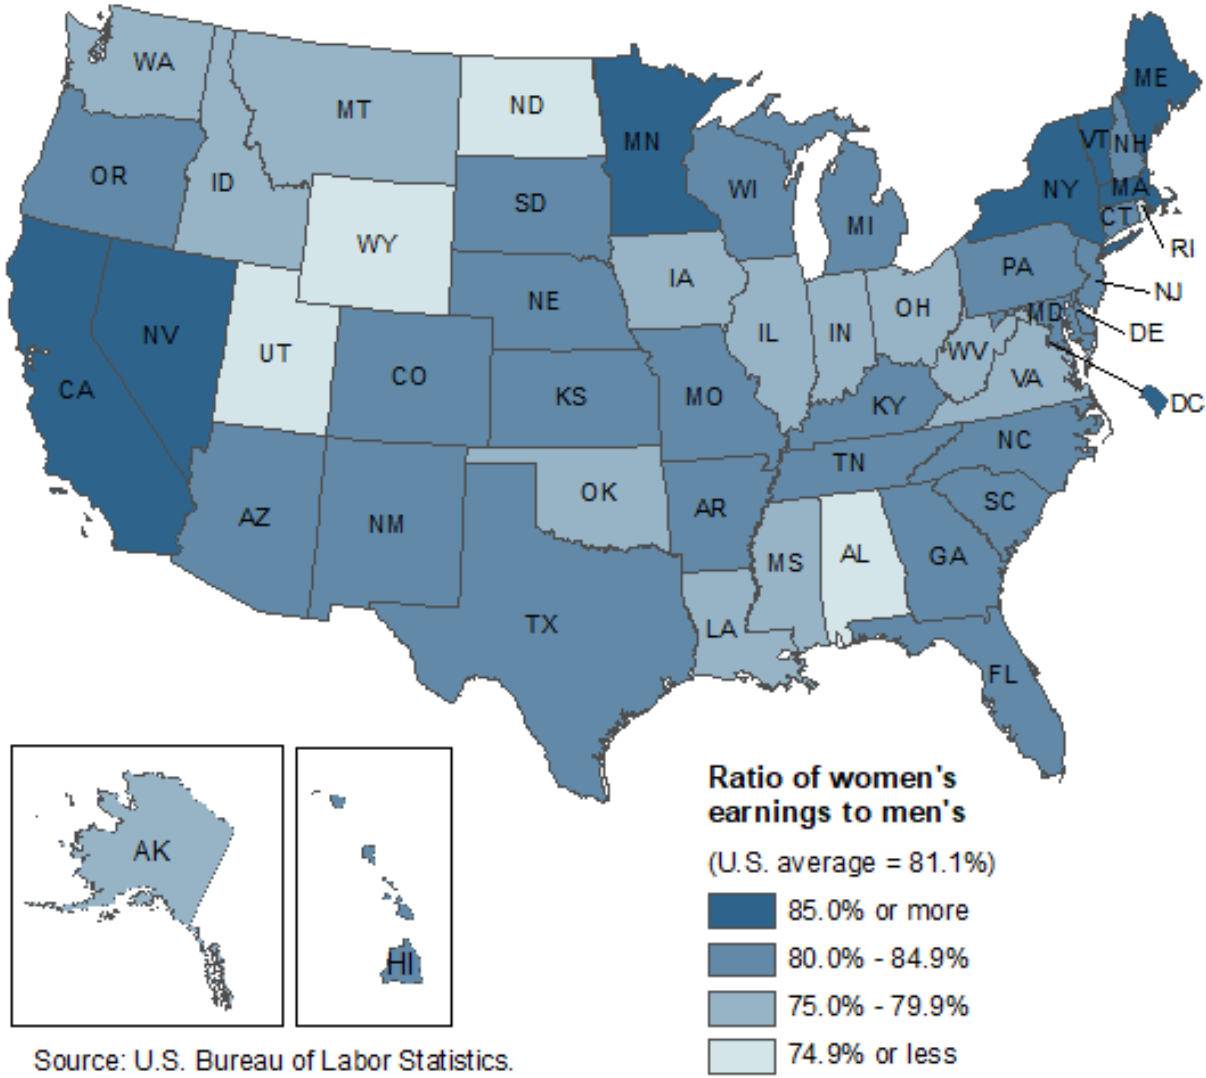 WA
MT
ND
MN
ME
VT
NH
OR
ID
SD
WI
MI
NY
MA
CT
RI
WY
IA
PA
NJ
NE
OH
MD
DE
NV
UT
CO
IL
IN
WV
VA
DC
CA
KS
MO
KY
NC
TN
AZ
NM
OK
AR
SC
MS
AL
GA
TX
LA
FL
AK
HI
Ratio of women's
earnings to men's
(U.S. average = 81.1%)
85.0% or more
80.0% - 84.9%
75.0% - 79.9%
74.9% or less
Source: U.S. Bureau of Labor Statistics.